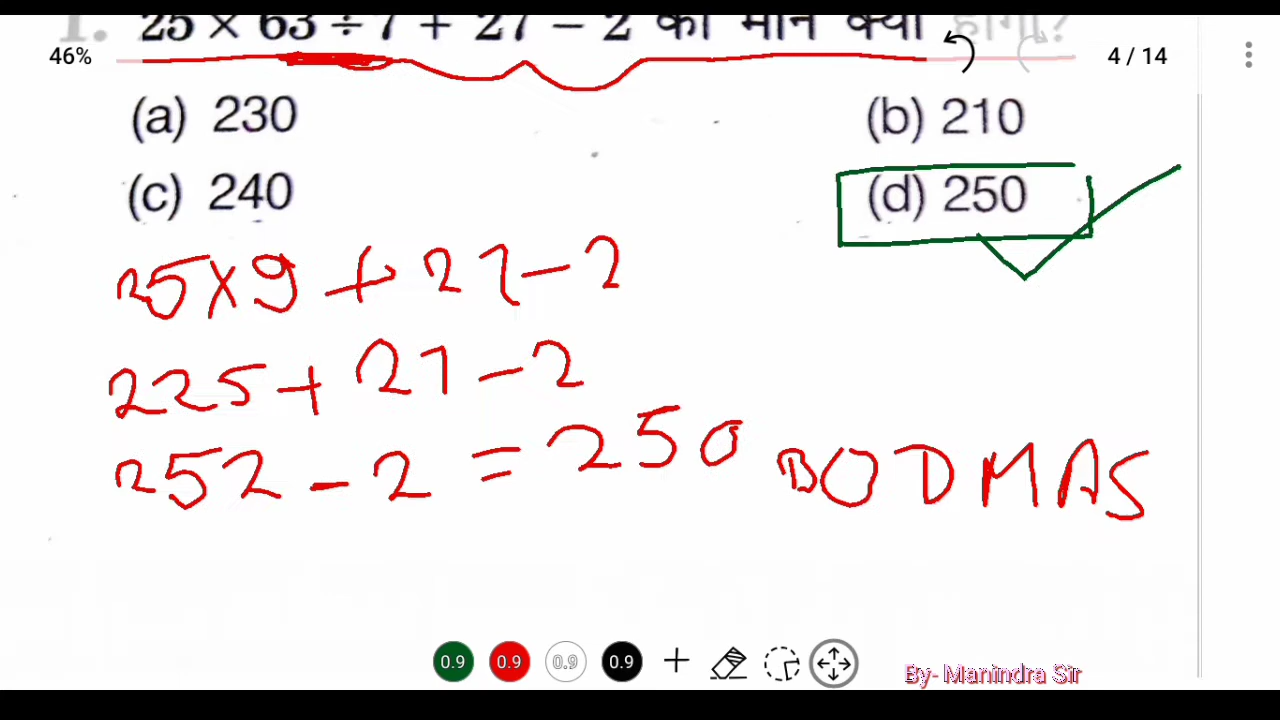 1. 25 × 63 ÷ 7 + 27 − 2 का मान क्या होगा?
46%
4 / 14
(a) 230
(b) 210
(c) 240
(d) 250
25×9 + 27 − 2
225 + 27 − 2
252 − 2 = 250
BODMAS
0.9 0.9 0.9 0.9
By- Manindra Sir